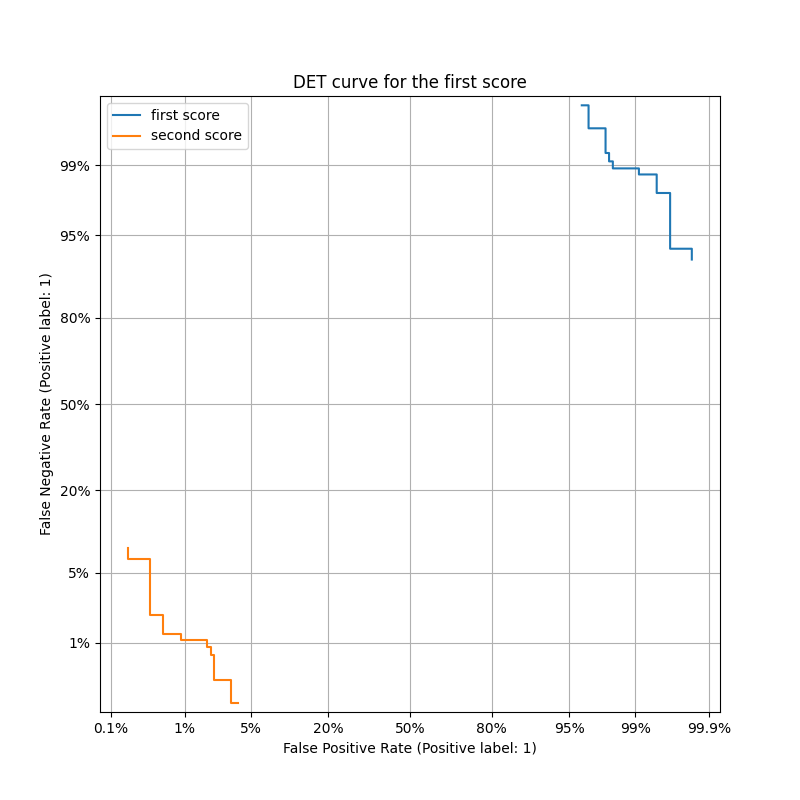 DET curve for the first score
first score
second score
99%
95%
80%
50%
20%
5%
1%
False Negative Rate (Positive label: 1)
0.1% 1% 5% 20% 50% 80% 95% 99% 99.9%
False Positive Rate (Positive label: 1)